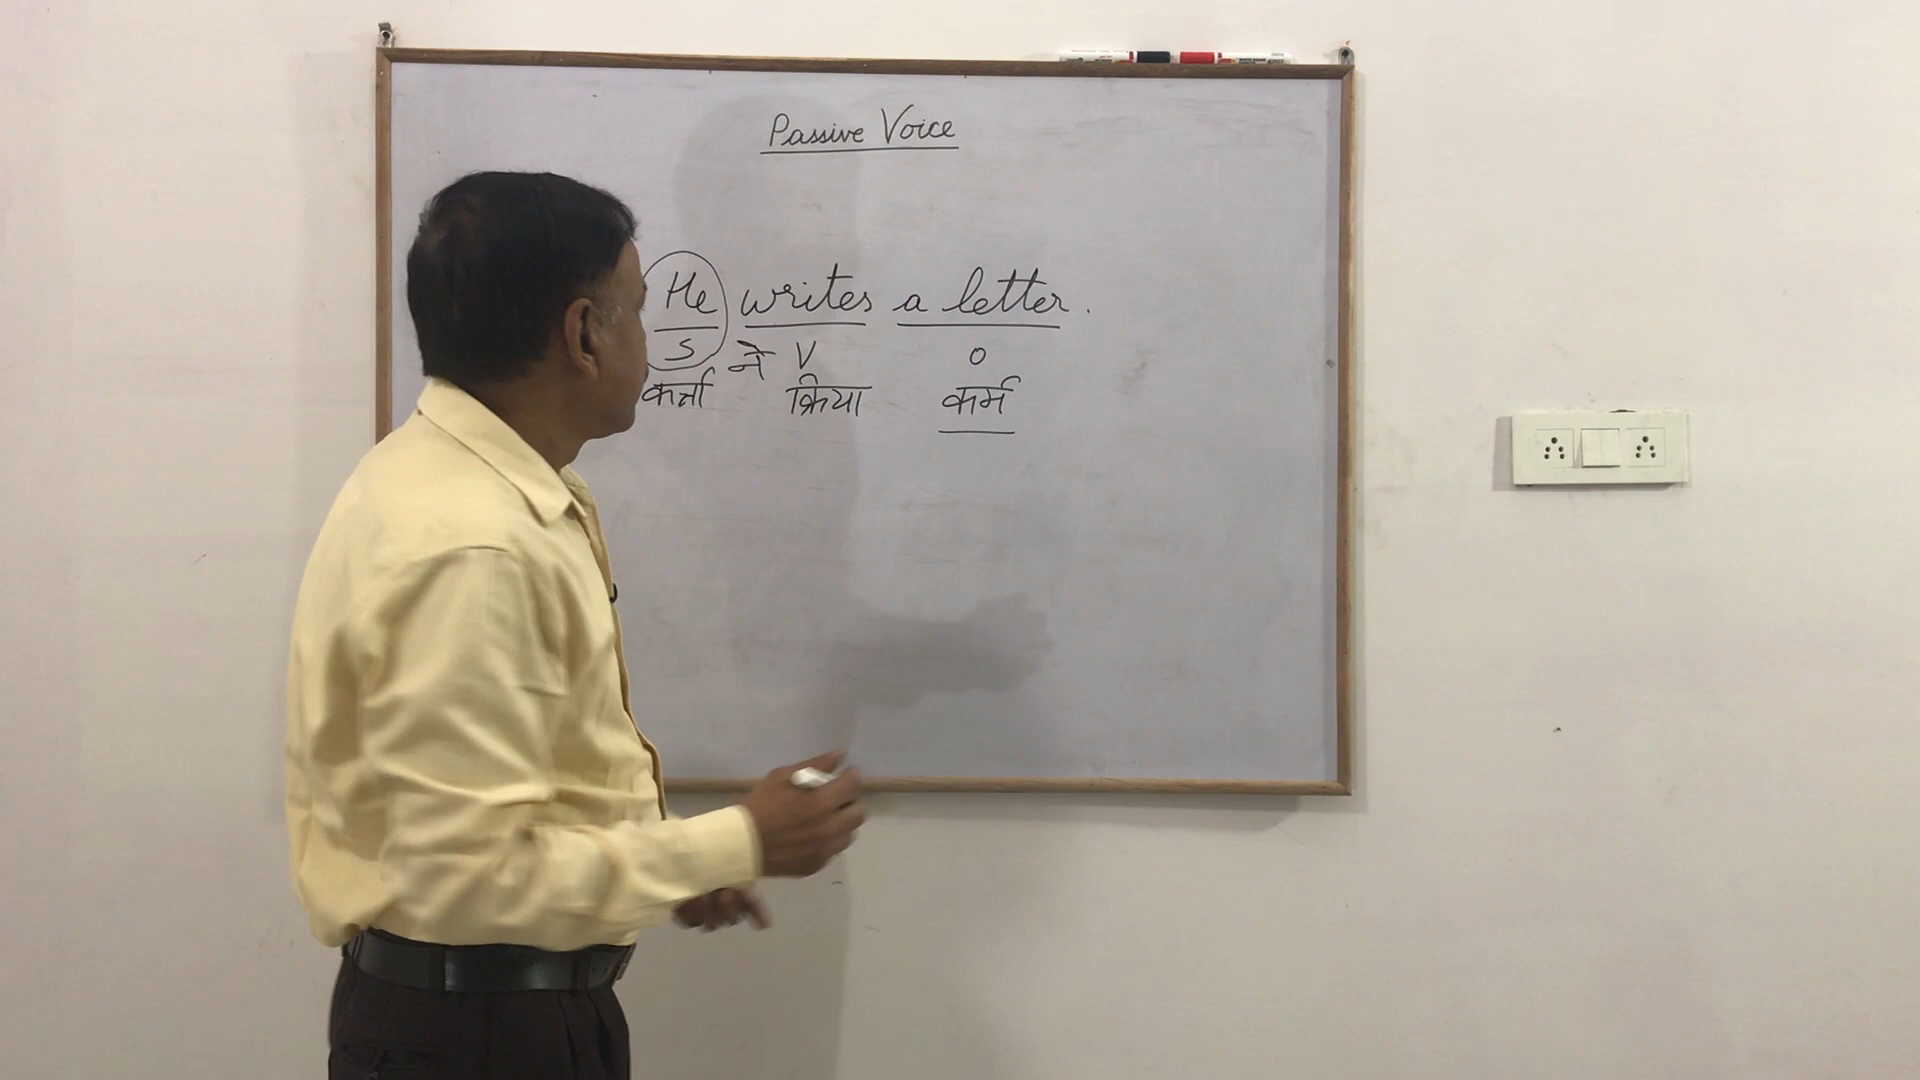 Passive Voice
He writes a letter.
S ने V O
कर्त्ता क्रिया कर्म